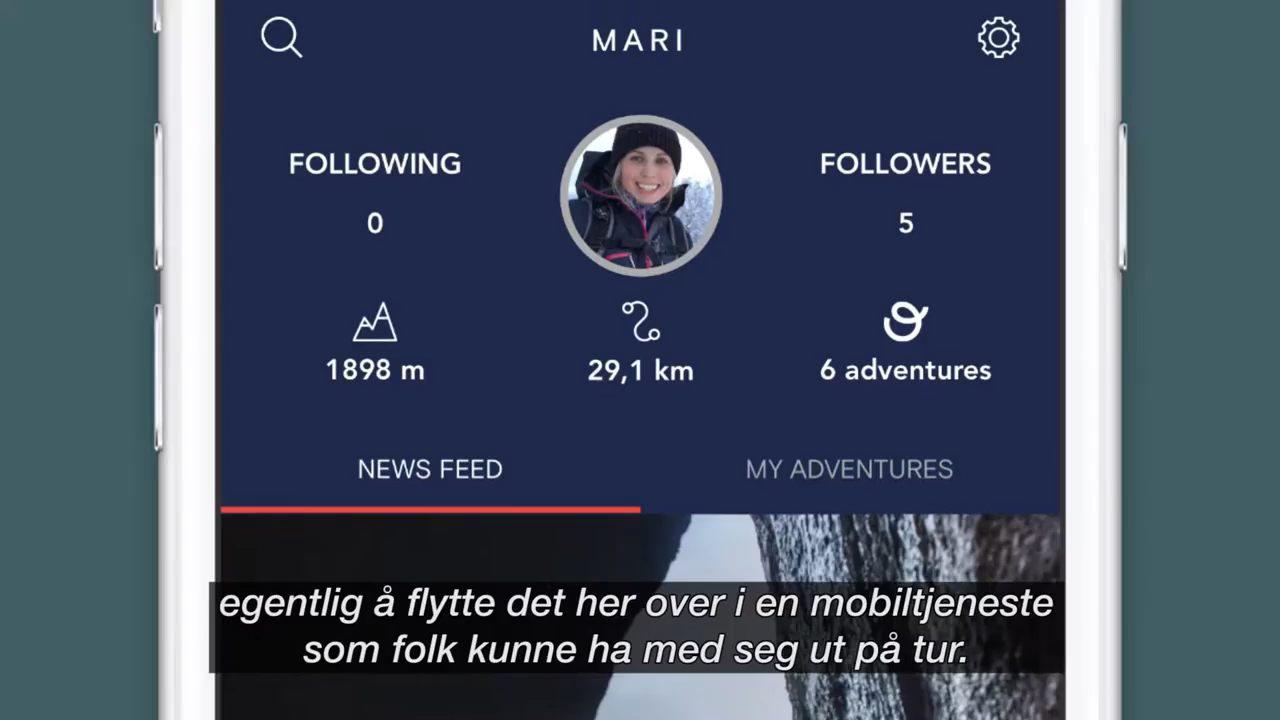 MARI
FOLLOWING
FOLLOWERS
0
5
1898 m
29,1 km
6 adventures
NEWS FEED
MY ADVENTURES
egentlig å flytte det her over i en mobiltjeneste
som folk kunne ha med seg ut på tur.